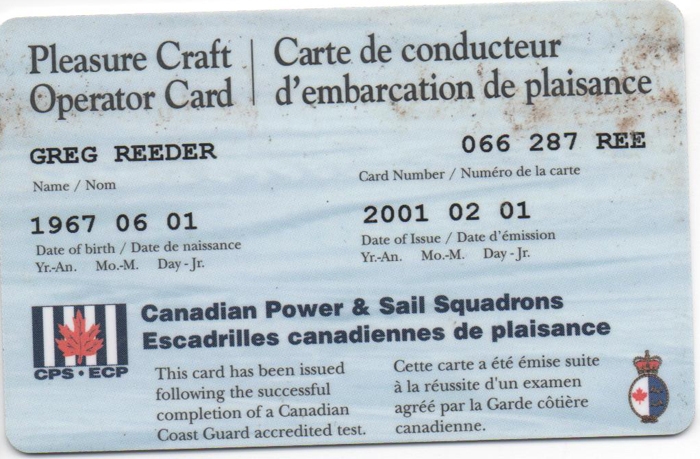 Pleasure Craft
Operator Card
Carte de conducteur
d'embarcation de plaisance
GREG REEDER
Name / Nom
066 287 REE
Card Number / Numéro de la carte
1967 06 01
Date of birth / Date de naissance
Yr.-An. Mo.-M. Day - Jr.
2001 02 01
Date of Issue / Date d'émission
Yr.-An. Mo.-M. Day - Jr.
CPS • ECP
Canadian Power & Sail Squadrons
Escadrilles canadiennes de plaisance
This card has been issued
following the successful
completion of a Canadian
Coast Guard accredited test.
Cette carte a été émise suite
à la réussite d'un examen
agréé par la Garde côtière
canadienne.